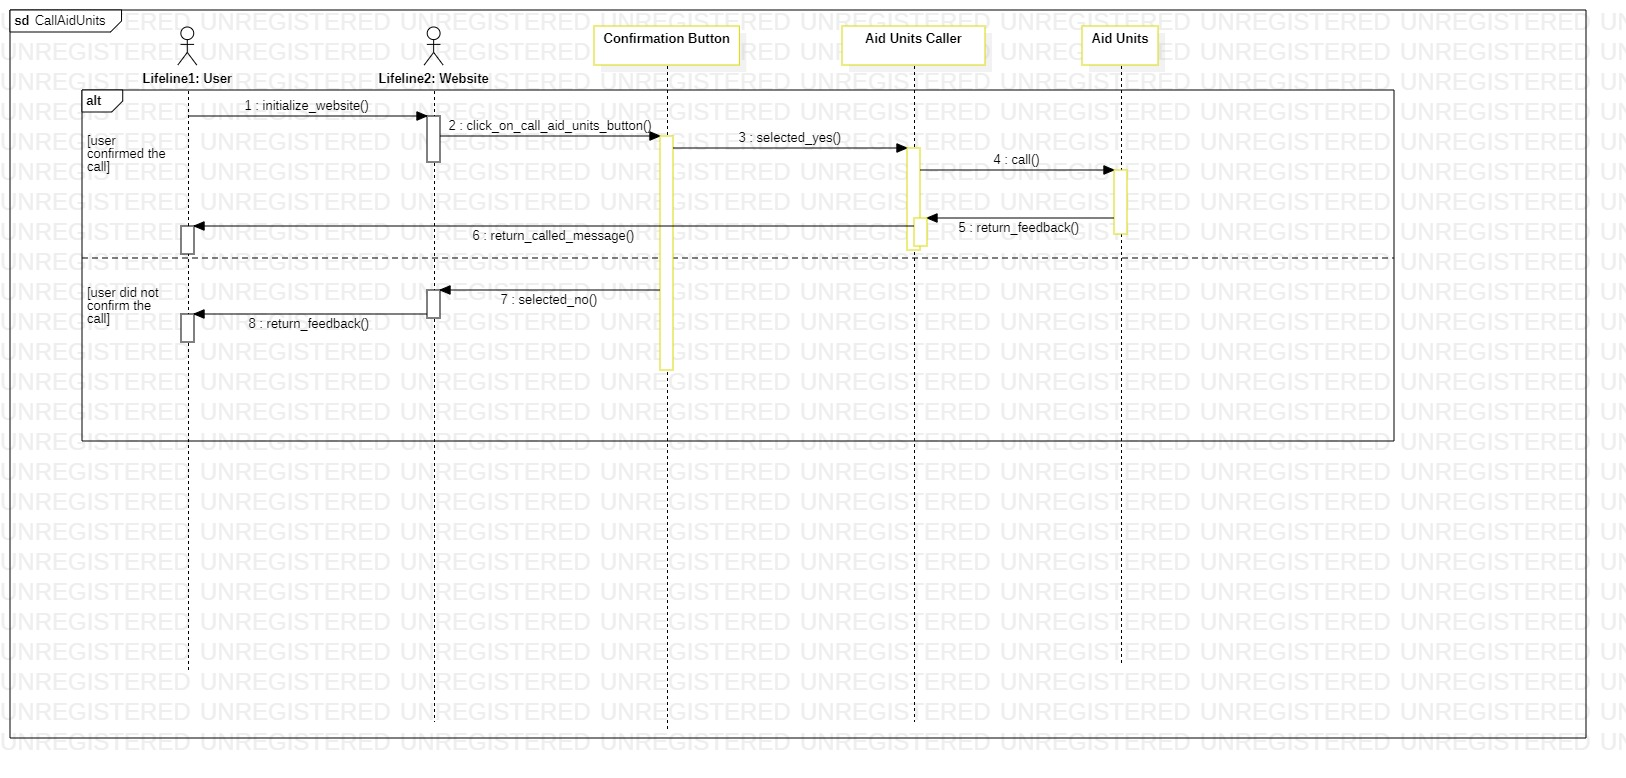 sd CallAidUnits
Lifeline1: User
Lifeline2: Website
Confirmation Button
Aid Units Caller
Aid Units
alt
1 : initialize_website()
2 : click_on_call_aid_units_button()
3 : selected_yes()
[user
confirmed the
call]
4 : call()
5 : return_feedback()
6 : return_called_message()
[user did not
confirm the
call]
7 : selected_no()
8 : return_feedback()
UNREGISTERED